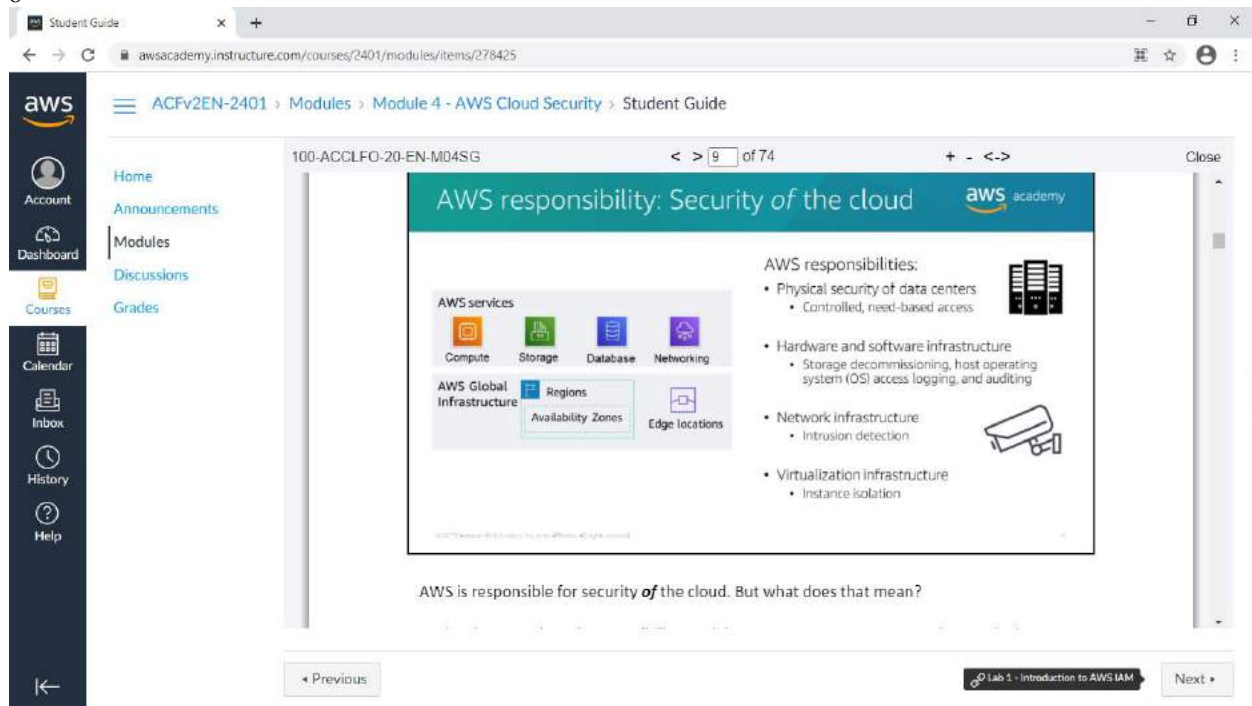 Student Guide
awsacademy.instructure.com/courses/2401/modules/items/278425
aws
ACFv2EN-2401 › Modules › Module 4 - AWS Cloud Security › Student Guide
Account
Dashboard
Courses
Calendar
Inbox
History
Help
Home
Announcements
Modules
Discussions
Grades
100-ACCLFO-20-EN-M04SG < > 9 of 74 + - <-> Close
AWS responsibility: Security of the cloud
aws academy
AWS services
Compute Storage Database Networking
AWS Global
Infrastructure
Regions
Availability Zones
Edge locations
AWS responsibilities:
• Physical security of data centers
• Controlled, need-based access
• Hardware and software infrastructure
• Storage decommissioning, host operating
system (OS) access logging, and auditing
• Network infrastructure
• Intrusion detection
• Virtualization infrastructure
• Instance isolation
AWS is responsible for security of the cloud. But what does that mean?
◂ Previous
Lab 1 - Introduction to AWS IAM
Next ▸